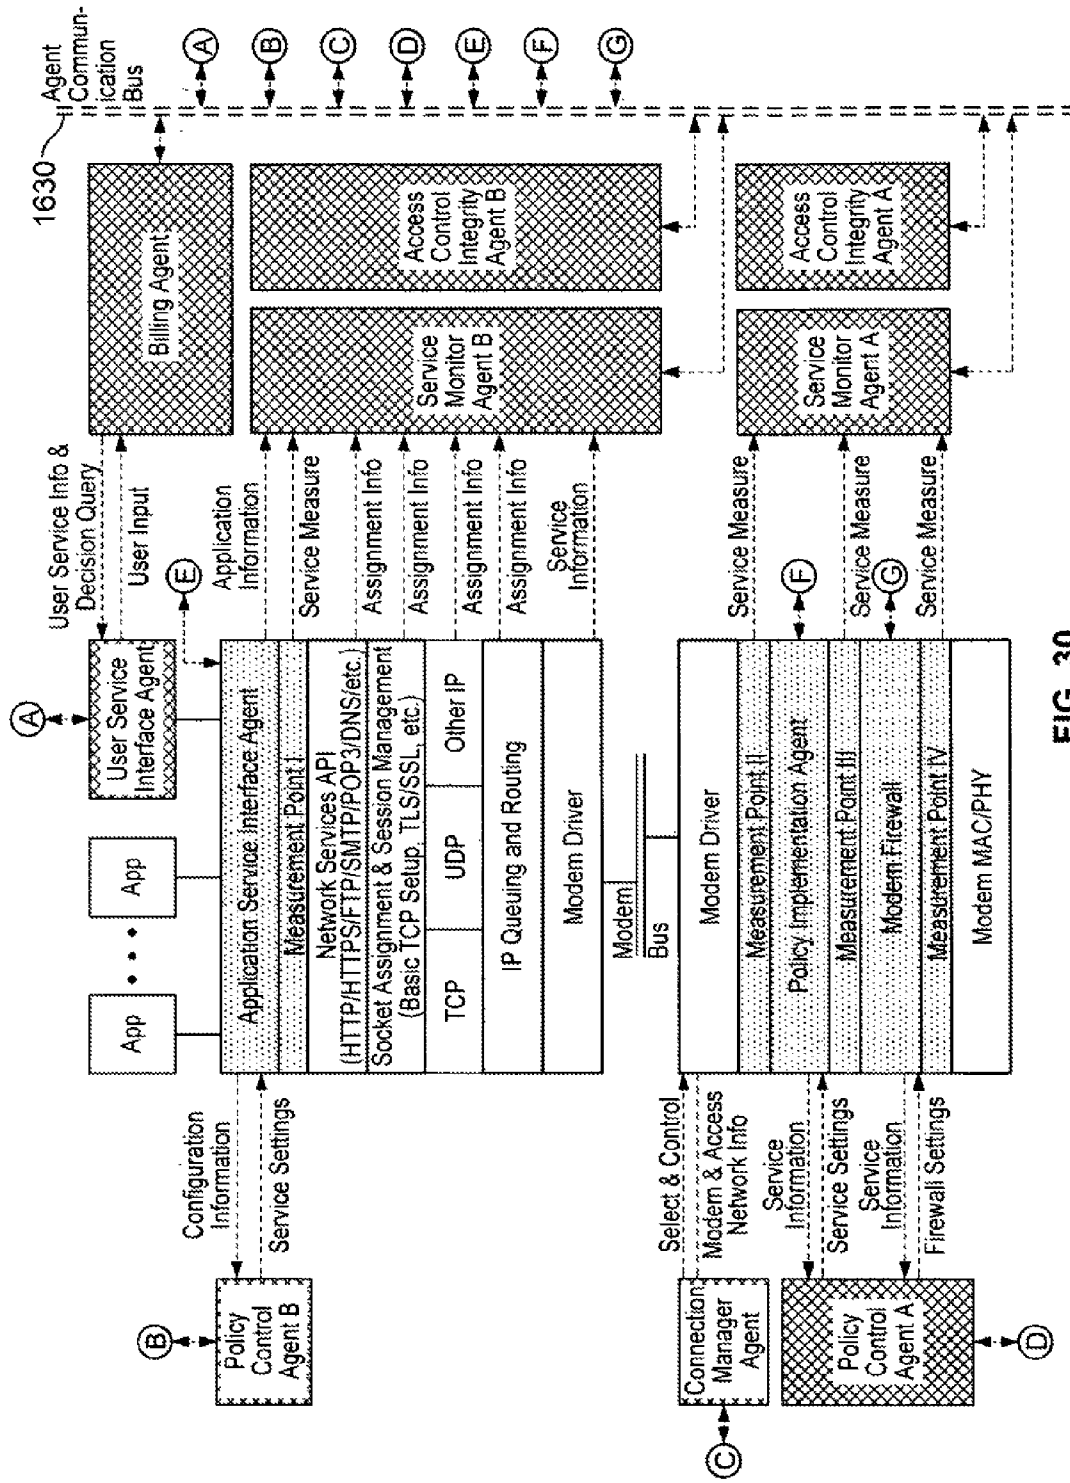 1630
Agent
Commun-
ication
Bus
A
B
C
D
E
F
G
Billing Agent
Access
Control
Integrity
Agent B
Access
Control
Integrity
Agent A
Service
Monitor
Agent B
Service
Monitor
Agent A
User Service Info &
Decision Query
User Input
E
Application
Information
Service Measure
Assignment Info
Assignment Info
Assignment Info
Assignment Info
Service
Information
Service Measure
F
Service Measure
G
Service Measure
A
User Service
Interface Agent
App
App
Application Service Interface Agent
Measurement Point I
Network Services API
(HTTP/HTTPS/FTP/SMTP/POP3/DNS/etc.)
Socket Assignment & Session Management
(Basic TCP Setup, TLS/SSL, etc.)
TCP
UDP
Other IP
IP Queuing and Routing
Modem Driver
Modem
Bus
Modem Driver
Measurement Point II
Policy Implementation Agent
Measurement Point III
Modem Firewall
Measurement Point IV
Modem MAC/PHY
Configuration
Information
Service Settings
Select & Control
Modem & Access
Network Info
Service
Information
Service Settings
Service
Information
Firewall Settings
B
Policy
Control
Agent B
Connection
Manager
Agent
C
Policy
Control
Agent A
D
FIG. 30